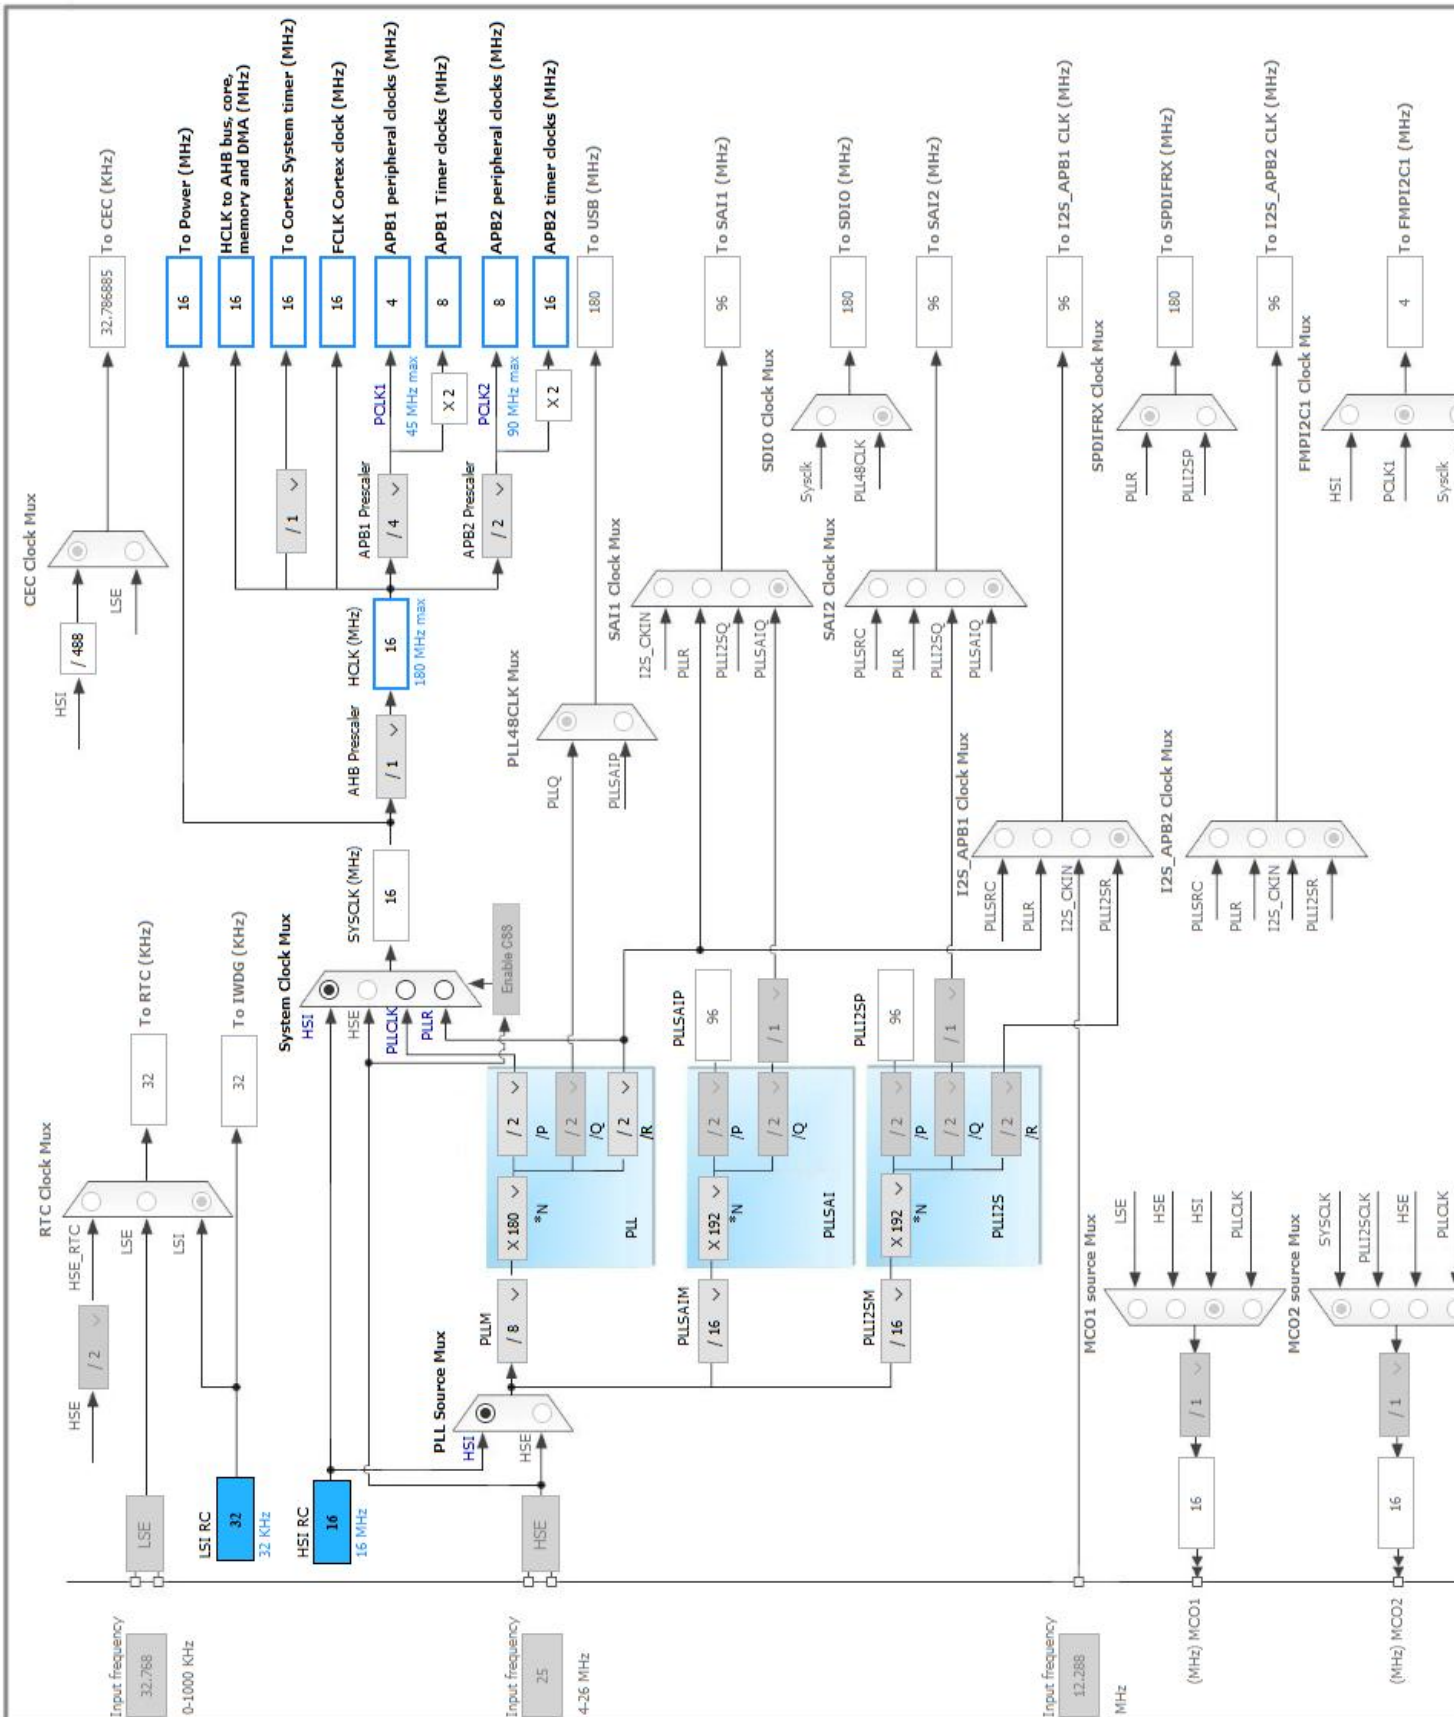 Input frequency
32.768
0-1000 KHz
LSE
HSE
/ 2
HSE_RTC
LSE
LSI
RTC Clock Mux
32
To RTC (KHz)
LSI RC
32
32 KHz
32
To IWDG (KHz)
HSI
/ 488
LSE
CEC Clock Mux
32.786885
To CEC (KHz)
HSI RC
16
16 MHz
Input frequency
25
4-26 MHz
HSE
System Clock Mux
HSI
HSE
PLLCLK
PLLR
Enable CSS
SYSCLK (MHz)
16
AHB Prescaler
/ 1
HCLK (MHz)
16
180 MHz max
16
To Power (MHz)
16
HCLK to AHB bus, core,
memory and DMA (MHz)
/ 1
16
To Cortex System timer (MHz)
16
FCLK Cortex clock (MHz)
APB1 Prescaler
/ 4
PCLK1
45 MHz max
4
APB1 peripheral clocks (MHz)
X 2
8
APB1 Timer clocks (MHz)
APB2 Prescaler
/ 2
PCLK2
90 MHz max
8
APB2 peripheral clocks (MHz)
X 2
16
APB2 timer clocks (MHz)
PLL Source Mux
HSI
HSE
PLLM
/ 8
X 180
*N
/ 2
/P
/ 2
/Q
/ 2
/R
PLL
PLL48CLK Mux
PLLQ
PLLSAIP
180
To USB (MHz)
PLLSAIM
/ 16
X 192
*N
/ 2
/P
/ 2
/Q
PLLSAI
PLLSAIP
96
/ 1
SAI1 Clock Mux
I2S_CKIN
PLLR
PLLI2SQ
PLLSAIQ
96
To SAI1 (MHz)
SDIO Clock Mux
Sysclk
PLL48CLK
180
To SDIO (MHz)
PLLI2SM
/ 16
X 192
*N
/ 2
/P
/ 2
/Q
/ 2
/R
PLLI2S
PLLI2SP
96
/ 1
SAI2 Clock Mux
PLLSRC
PLLR
PLLI2SQ
PLLSAIQ
96
To SAI2 (MHz)
Input frequency
12.288
MHz
I2S_APB1 Clock Mux
PLLSRC
PLLR
I2S_CKIN
PLLI2SR
96
To I2S_APB1 CLK (MHz)
SPDIFRX Clock Mux
PLLR
PLLI2SP
180
To SPDIFRX (MHz)
I2S_APB2 Clock Mux
PLLSRC
PLLR
I2S_CKIN
PLLI2SR
96
To I2S_APB2 CLK (MHz)
FMPI2C1 Clock Mux
HSI
PCLK1
Sysclk
4
To FMPI2C1 (MHz)
MCO1 source Mux
LSE
HSE
HSI
PLLCLK
/ 1
16
(MHz) MCO1
MCO2 source Mux
SYSCLK
PLLI2SCLK
HSE
PLLCLK
/ 1
16
(MHz) MCO2